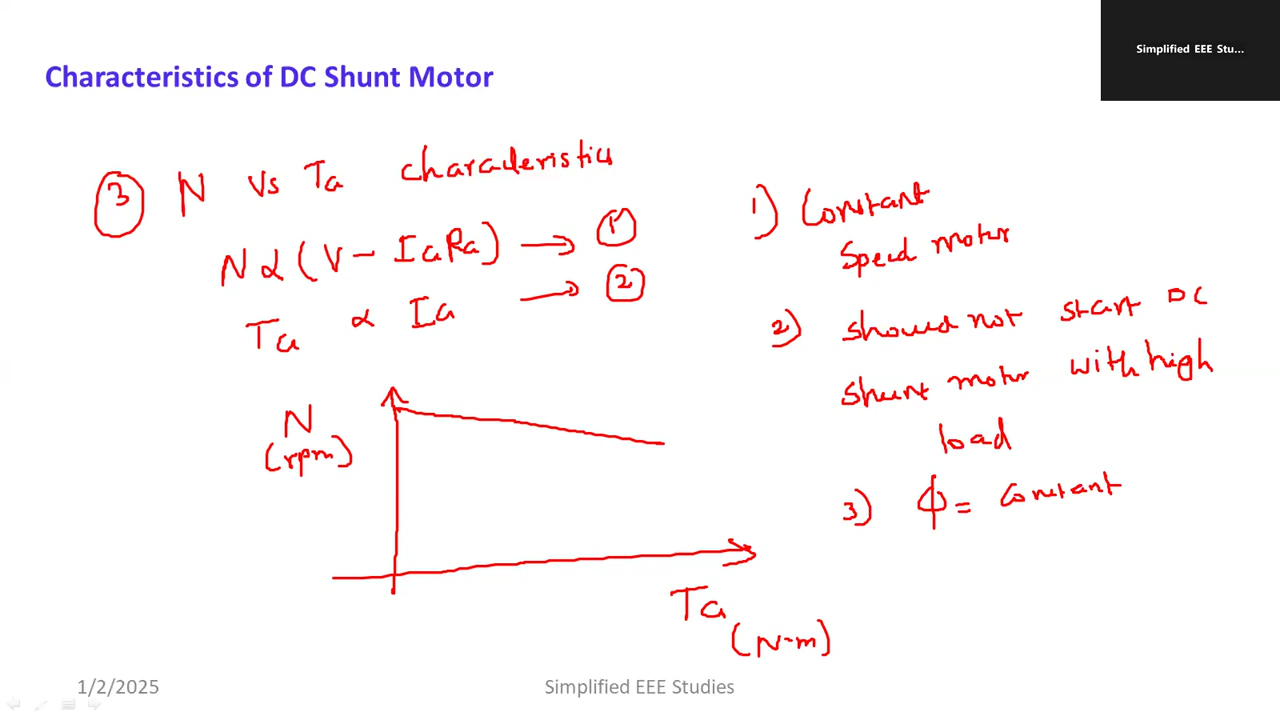 Simplified EEE Stu...
Characteristics of DC Shunt Motor
③ N Vs Ta characteristics
N ∝ (V - IaRa) → ①
Ta ∝ Ia → ②
N
(rpm)
Ta
(N-m)
1) Constant
Speed motor
2) should not start DC
shunt motor with high
load
3) ϕ = constant
1/2/2025
Simplified EEE Studies